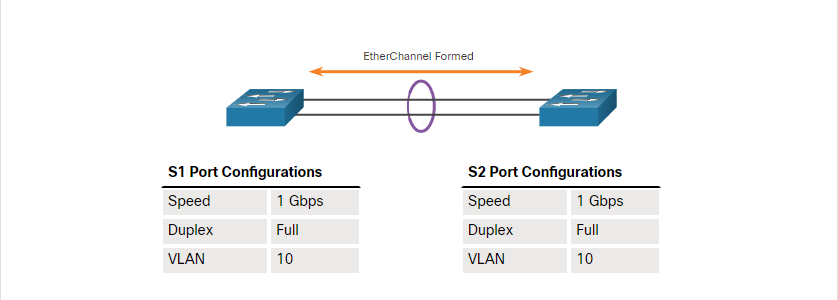 EtherChannel Formed
S1 Port Configurations
Speed 1 Gbps
Duplex Full
VLAN 10
S2 Port Configurations
Speed 1 Gbps
Duplex Full
VLAN 10